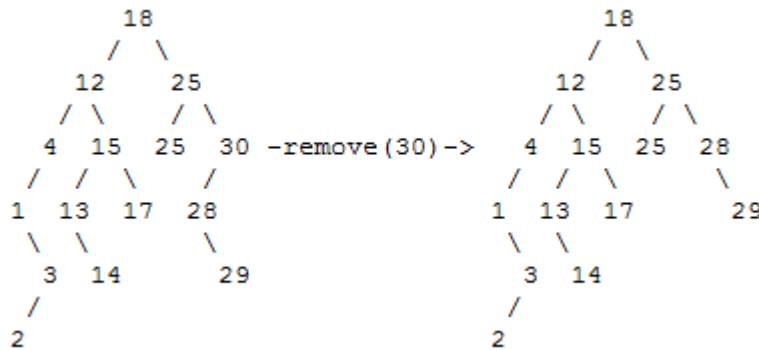 18                                 18
            /    \                             /    \
         12        25                       12        25
        /  \      /  \                     /  \      /  \
      4    15   25    30 -remove(30)->   4    15   25    28
     /    /  \       /                  /    /  \          \
    1   13   17    28                  1   13   17          29
     \    \          \                  \    \
      3   14         29                  3   14
     /                                  /
    2                                  2